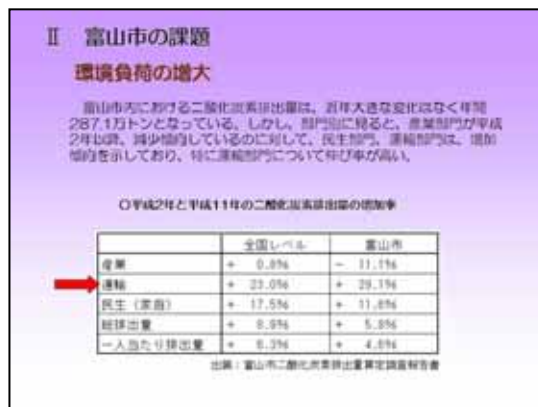 Ⅱ 富山市の課題
環境負荷の増大
富山市内における二酸化炭素排出量は、近年大きな変化はなく年間
287.1万トンとなっている。しかし、部門別に見ると、産業部門が平成
2年以降、減少傾向しているのに対して、民生部門、運輸部門は、増加
傾向を示しており、特に運輸部門について伸び率が高い。
〇平成2年と平成11年の二酸化炭素排出量の増加率
全国レベル 富山市
産業 + 0.8% - 11.1%
運輸 + 23.0% + 29.1%
民生(家庭) + 17.5% + 11.8%
総排出量 + 8.9% + 5.8%
一人当たり排出量 + 6.3% + 4.8%
出展:富山市二酸化炭素排出量算定調査報告書